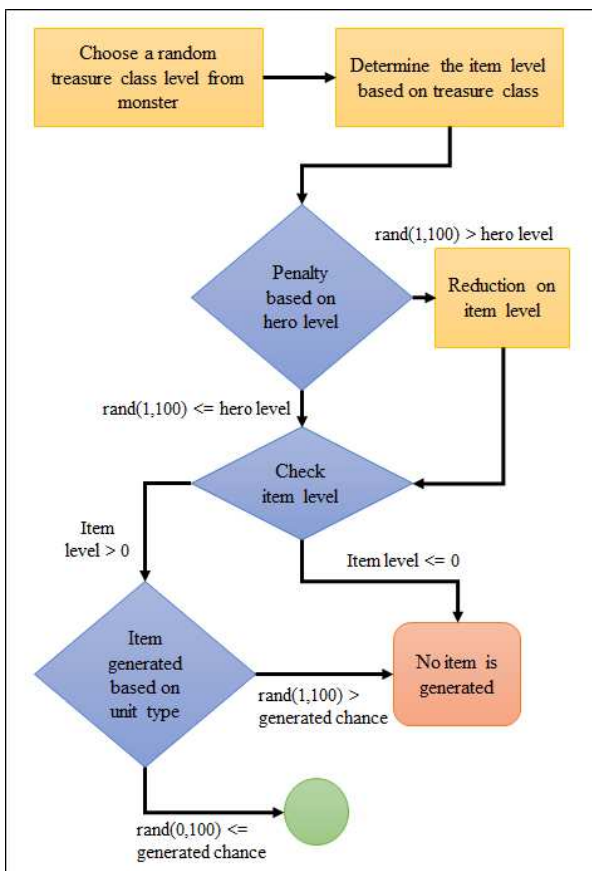 Choose a random
treasure class level from
monster
Determine the item level
based on treasure class
rand(1,100) > hero level
Penalty
based on
hero level
Reduction on
item level
rand(1,100) <= hero level
Check
item level
Item
level > 0
Item level <= 0
Item
generated
based on
unit type
No item is
generated
rand(1,100) >
generated chance
rand(0,100) <=
generated chance